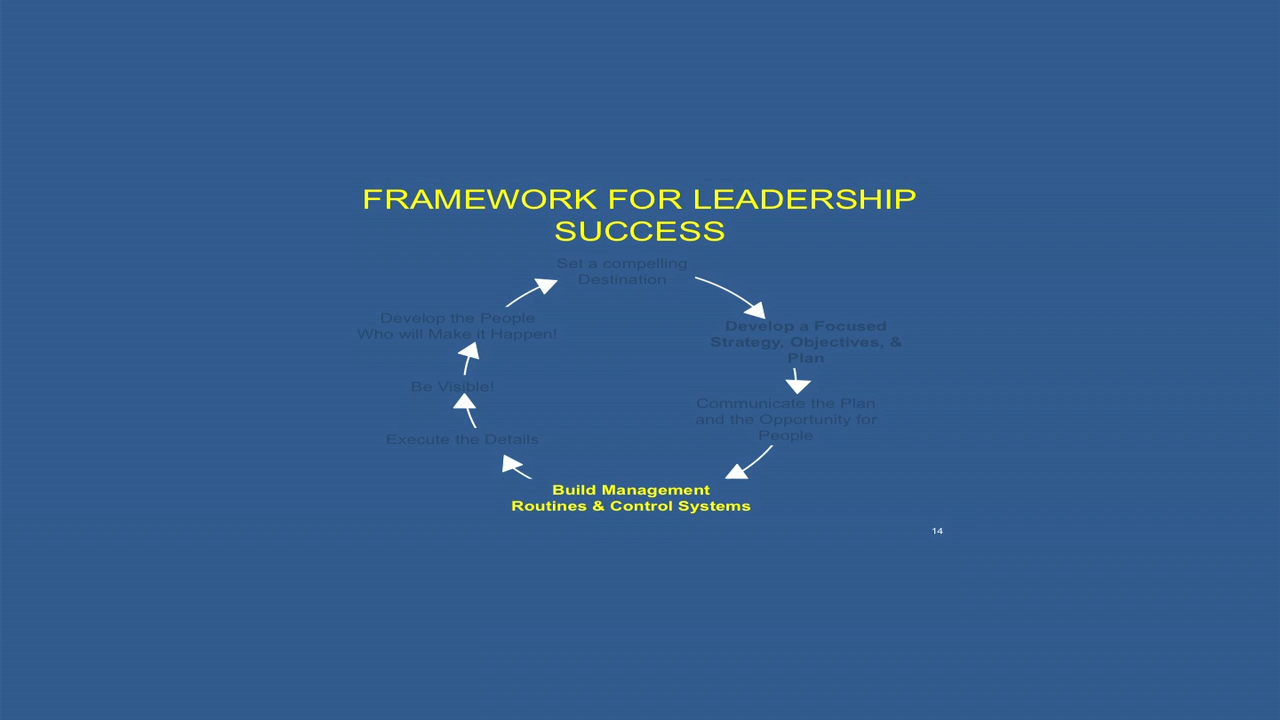 FRAMEWORK FOR LEADERSHIP
SUCCESS
Set a compelling
Destination
Develop a Focused
Strategy, Objectives, &
Plan
Communicate the Plan
and the Opportunity for
People
Build Management
Routines & Control Systems
Execute the Details
Be Visible!
Develop the People
Who will Make it Happen!
14